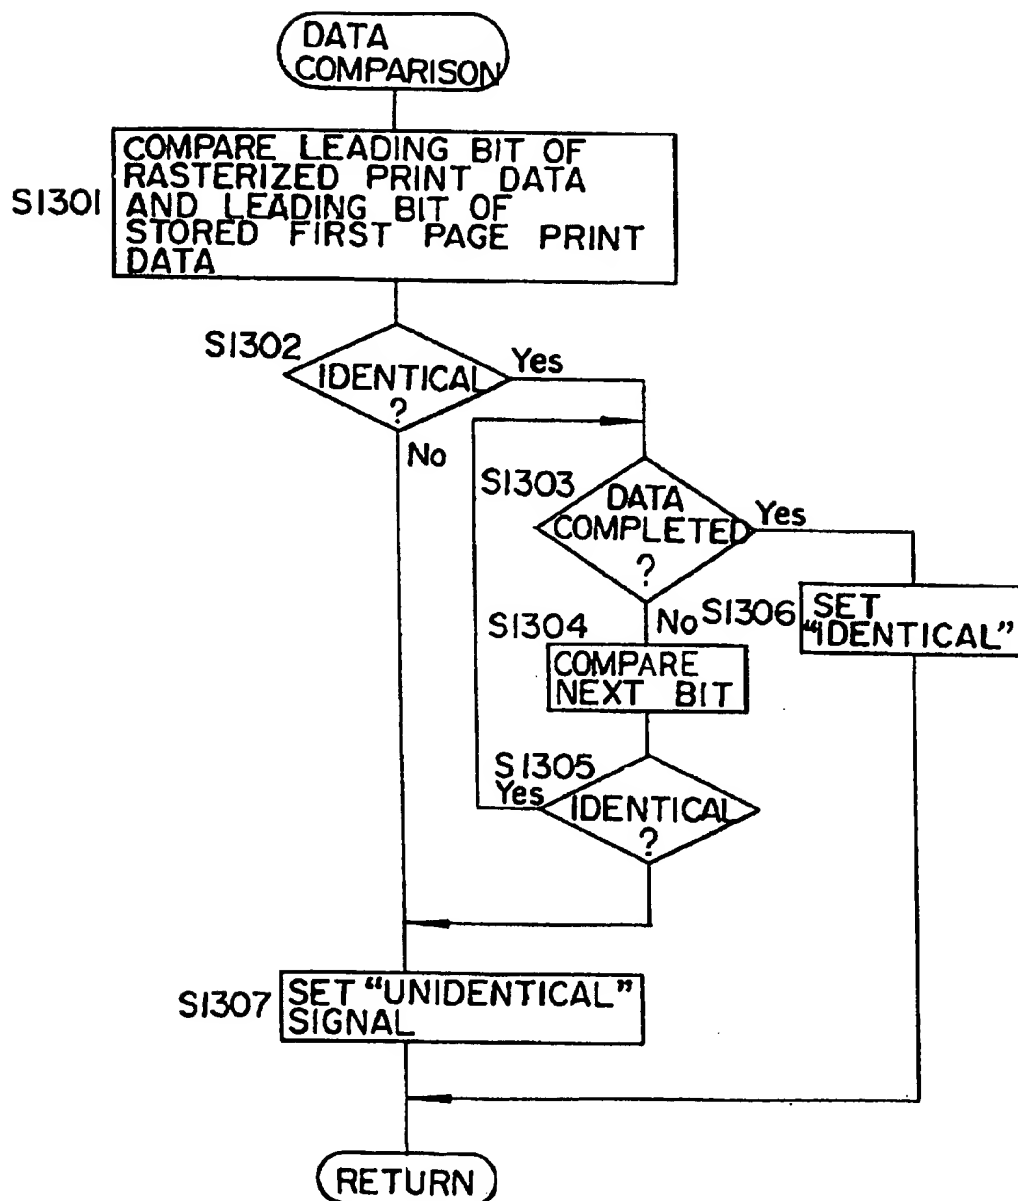 DATA
COMPARISON
S1301
COMPARE LEADING BIT OF
RASTERIZED PRINT DATA
AND LEADING BIT OF
STORED FIRST PAGE PRINT
DATA
S1302
IDENTICAL
?
Yes
No
S1303
DATA
COMPLETED
?
Yes
No
S1306
SET
"IDENTICAL"
S1304
COMPARE
NEXT BIT
S1305
Yes
IDENTICAL
?
S1307
SET "UNIDENTICAL"
SIGNAL
RETURN